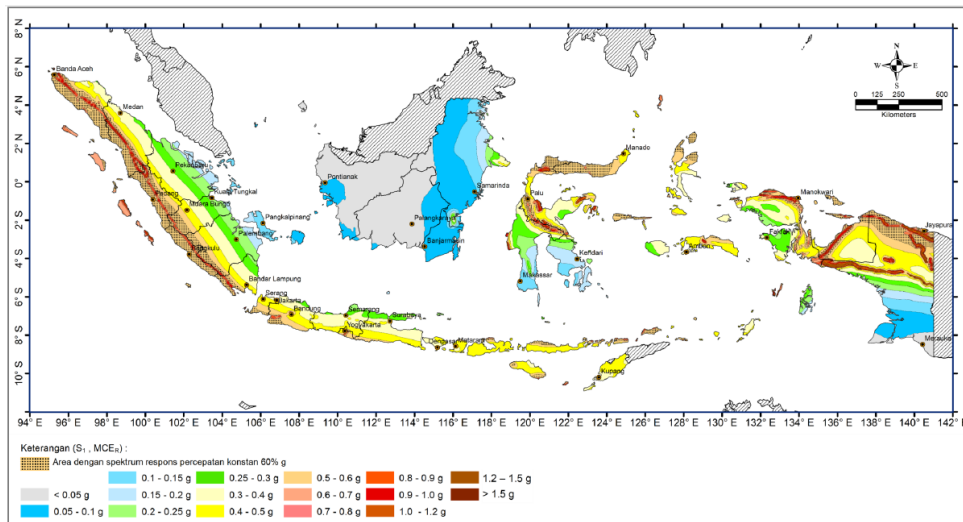 8° N
6° N
4° N
2° N
0°
2° S
4° S
6° S
8° S
10° S
N
W E
S
0 125 250 500
Kilometers
Banda Aceh
Medan
Pekanbaru
Kuala Tungkal
Padang
Muara Bungo
Pangkalpinang
Palembang
Bengkulu
Bandar Lampung
Serang
Jakarta
Bandung
Semarang
Surabaya
Yogyakarta
Denpasar
Mataram
Kupang
Pontianak
Palangkaraya
Banjarmasin
Samarinda
Palu
Manado
Makassar
Kendari
Ambon
Manokwari
Fakfak
Jayapura
Merauke
94° E 96° E 98° E 100° E 102° E 104° E 106° E 108° E 110° E 112° E 114° E 116° E 118° E 120° E 122° E 124° E 126° E 128° E 130° E 132° E 134° E 136° E 138° E 140° E 142° E
Keterangan (S1 , MCER) :
Area dengan spektrum respons percepatan konstan 60% g
< 0.05 g
0.05 - 0.1 g
0.1 - 0.15 g
0.15 - 0.2 g
0.2 - 0.25 g
0.25 - 0.3 g
0.3 - 0.4 g
0.4 - 0.5 g
0.5 - 0.6 g
0.6 - 0.7 g
0.7 - 0.8 g
0.8 - 0.9 g
0.9 - 1.0 g
1.0 - 1.2 g
1.2 – 1.5 g
> 1.5 g